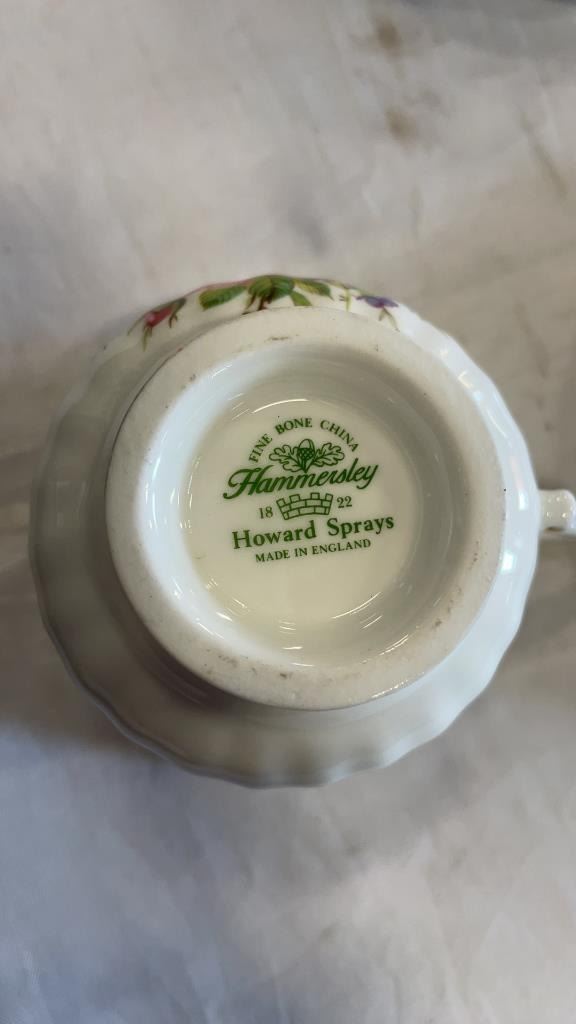 FINE BONE CHINA
Hammersley
18 22
Howard Sprays
MADE IN ENGLAND